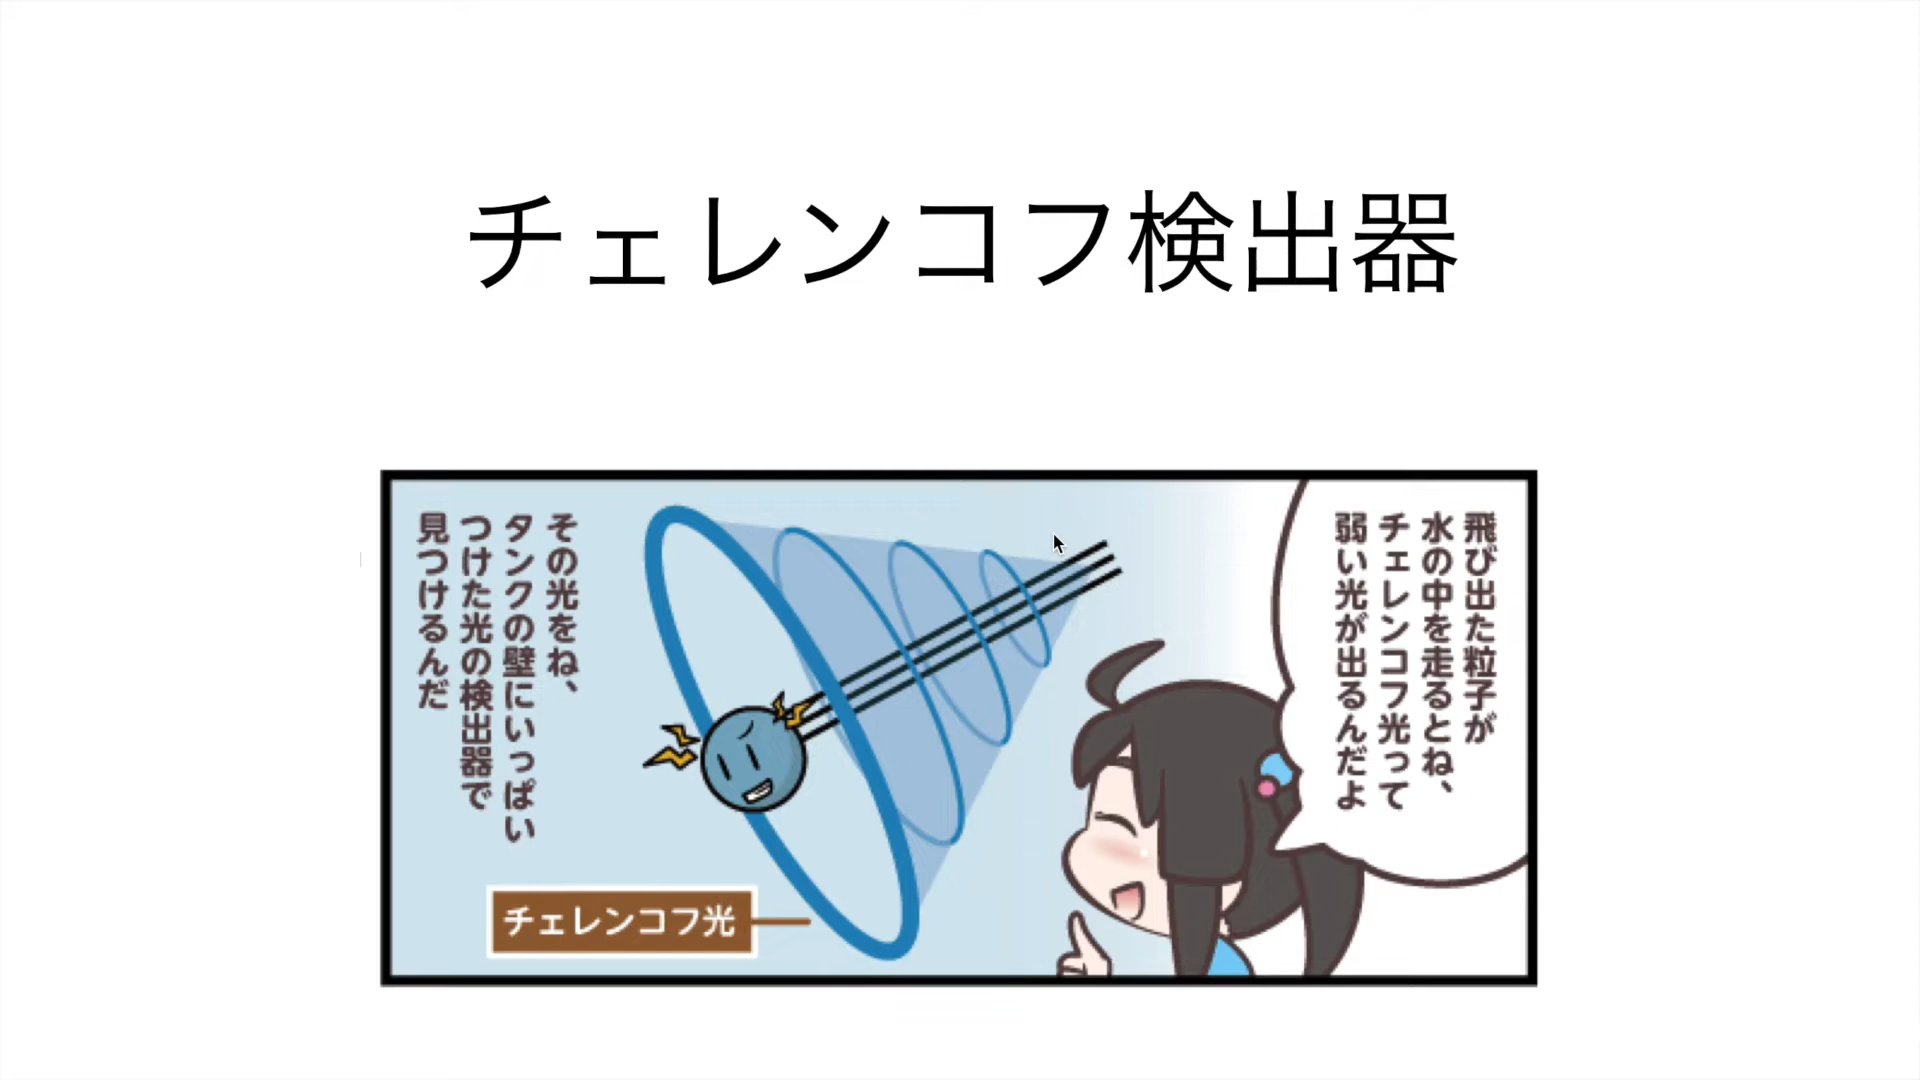 チェレンコフ検出器
飛び出た粒子が
水の中を走るとね、
チェレンコフ光って
弱い光が出るんだよ
その光をね、
タンクの壁にいっぱい
つけた光の検出器で
見つけるんだ
チェレンコフ光